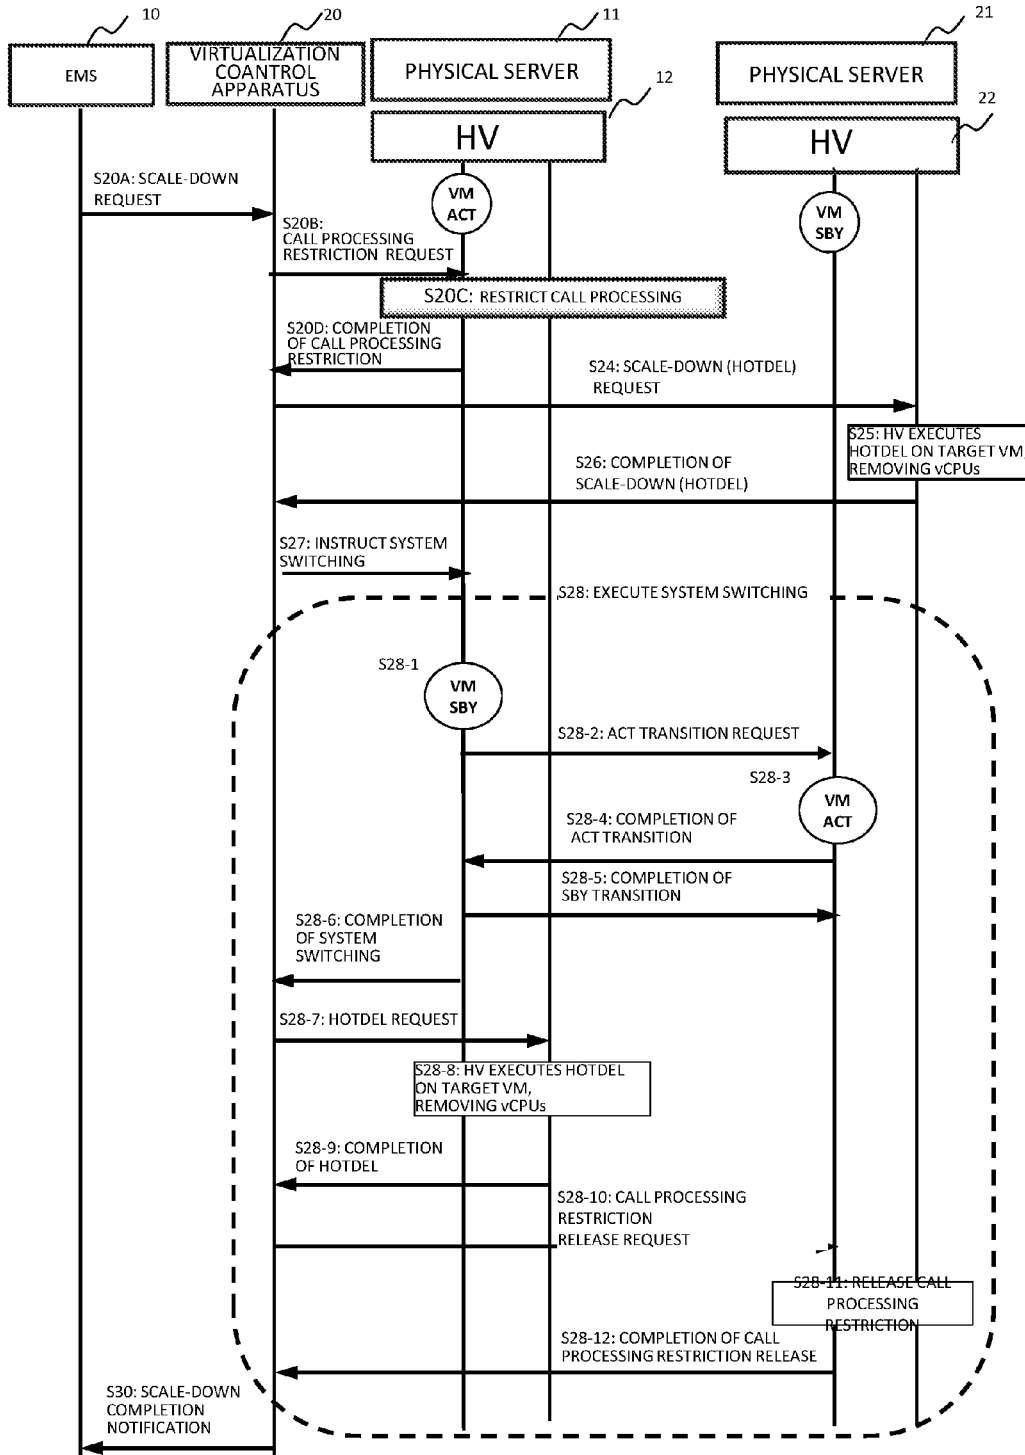 10
20
11
21
EMS
VIRTUALIZATION
COANTROL
APPARATUS
PHYSICAL SERVER
PHYSICAL SERVER
12
22
HV
HV
VM
ACT
VM
SBY
S20A: SCALE-DOWN
REQUEST
S20B:
CALL PROCESSING
RESTRICTION REQUEST
S20C: RESTRICT CALL PROCESSING
S20D: COMPLETION
OF CALL PROCESSING
RESTRICTION
S24: SCALE-DOWN (HOTDEL)
REQUEST
S25: HV EXECUTES
HOTDEL ON TARGET VM,
REMOVING vCPUs
S26: COMPLETION OF
SCALE-DOWN (HOTDEL)
S27: INSTRUCT SYSTEM
SWITCHING
S28: EXECUTE SYSTEM SWITCHING
S28-1
VM
SBY
S28-2: ACT TRANSITION REQUEST
S28-3
VM
ACT
S28-4: COMPLETION OF
ACT TRANSITION
S28-5: COMPLETION OF
SBY TRANSITION
S28-6: COMPLETION
OF SYSTEM
SWITCHING
S28-7: HOTDEL REQUEST
S28-8: HV EXECUTES HOTDEL
ON TARGET VM,
REMOVING vCPUs
S28-9: COMPLETION
OF HOTDEL
S28-10: CALL PROCESSING
RESTRICTION
RELEASE REQUEST
S28-11: RELEASE CALL
PROCESSING
RESTRICTION
S28-12: COMPLETION OF CALL
PROCESSING RESTRICTION RELEASE
S30: SCALE-DOWN
COMPLETION
NOTIFICATION